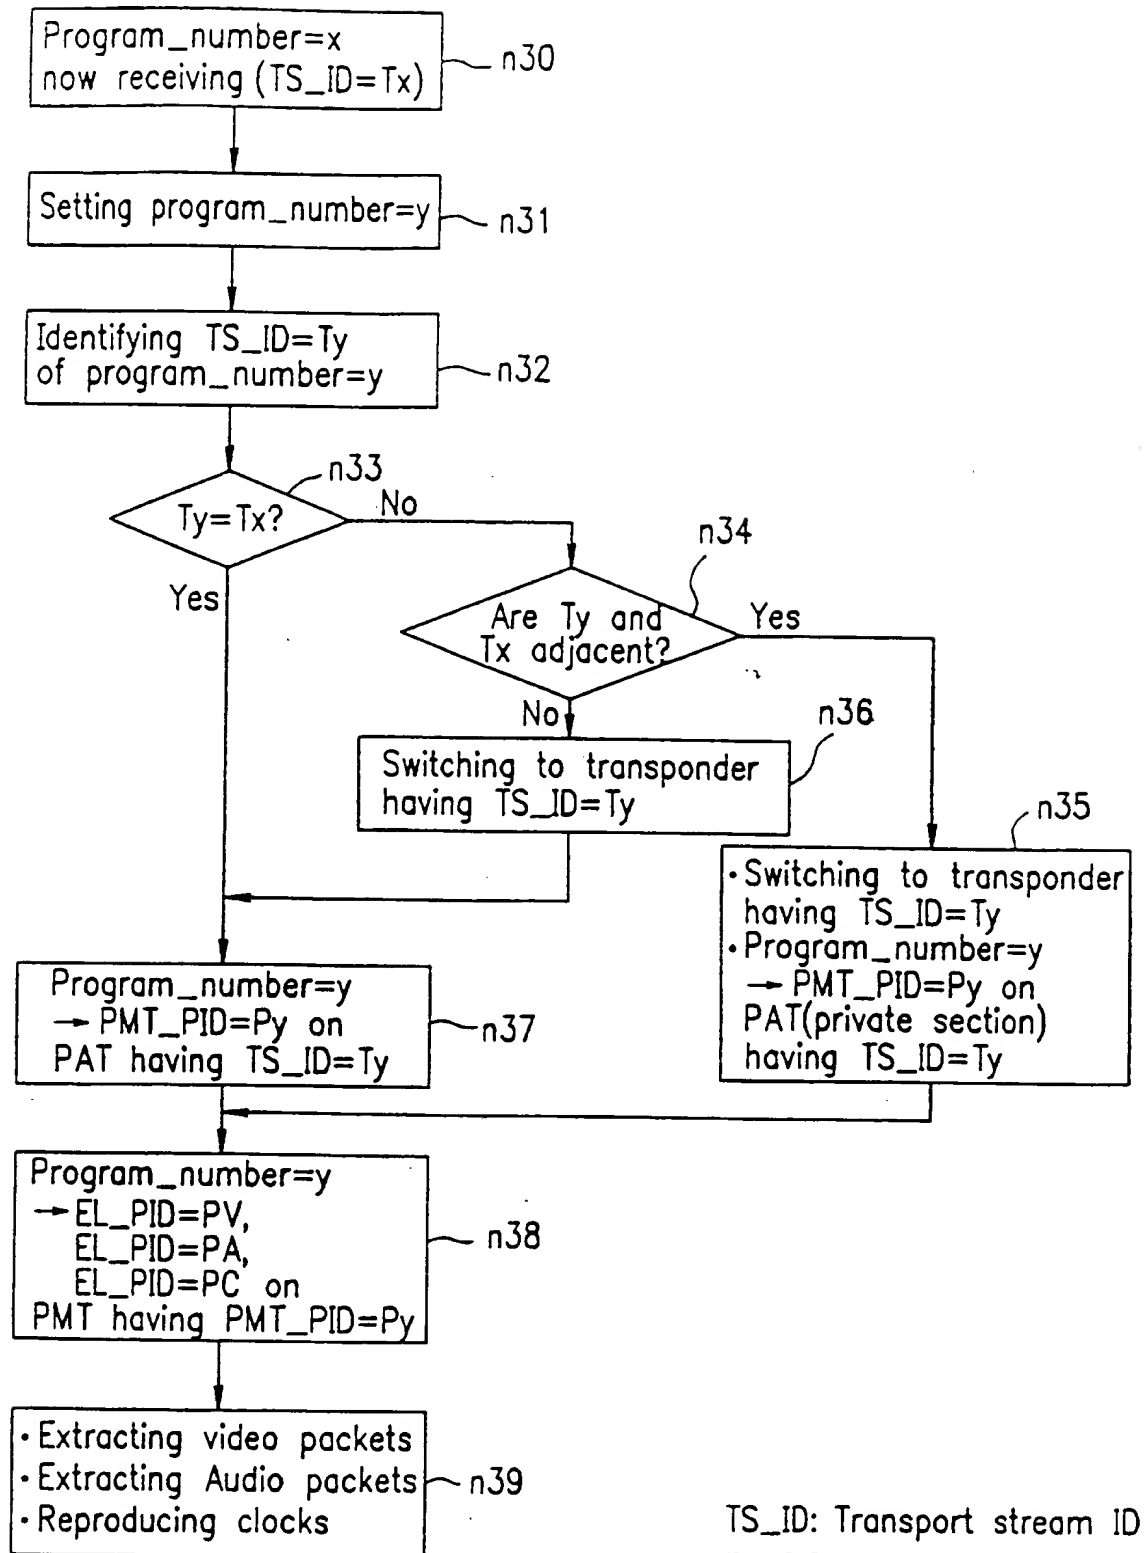 Program_number=x
now receiving (TS_ID=Tx)
n30
Setting program_number=y
n31
Identifying TS_ID=Ty
of program_number=y
n32
n33
Ty=Tx?
No
Yes
n34
Are Ty and
Tx adjacent?
Yes
No
n36
Switching to transponder
having TS_ID=Ty
n35
・Switching to transponder
having TS_ID=Ty
・Program_number=y
→ PMT_PID=Py on
PAT(private section)
having TS_ID=Ty
Program_number=y
→ PMT_PID=Py on
PAT having TS_ID=Ty
n37
Program_number=y
→ EL_PID=PV,
EL_PID=PA,
EL_PID=PC on
PMT having PMT_PID=Py
n38
・Extracting video packets
・Extracting Audio packets
・Reproducing clocks
n39
TS_ID: Transport stream ID